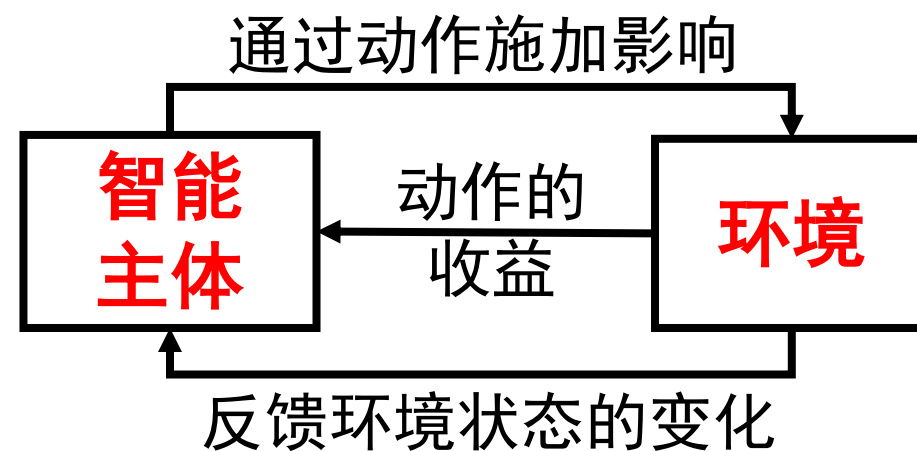 通过动作施加影响
智能
主体
动作的
收益
环境
反馈环境状态的变化